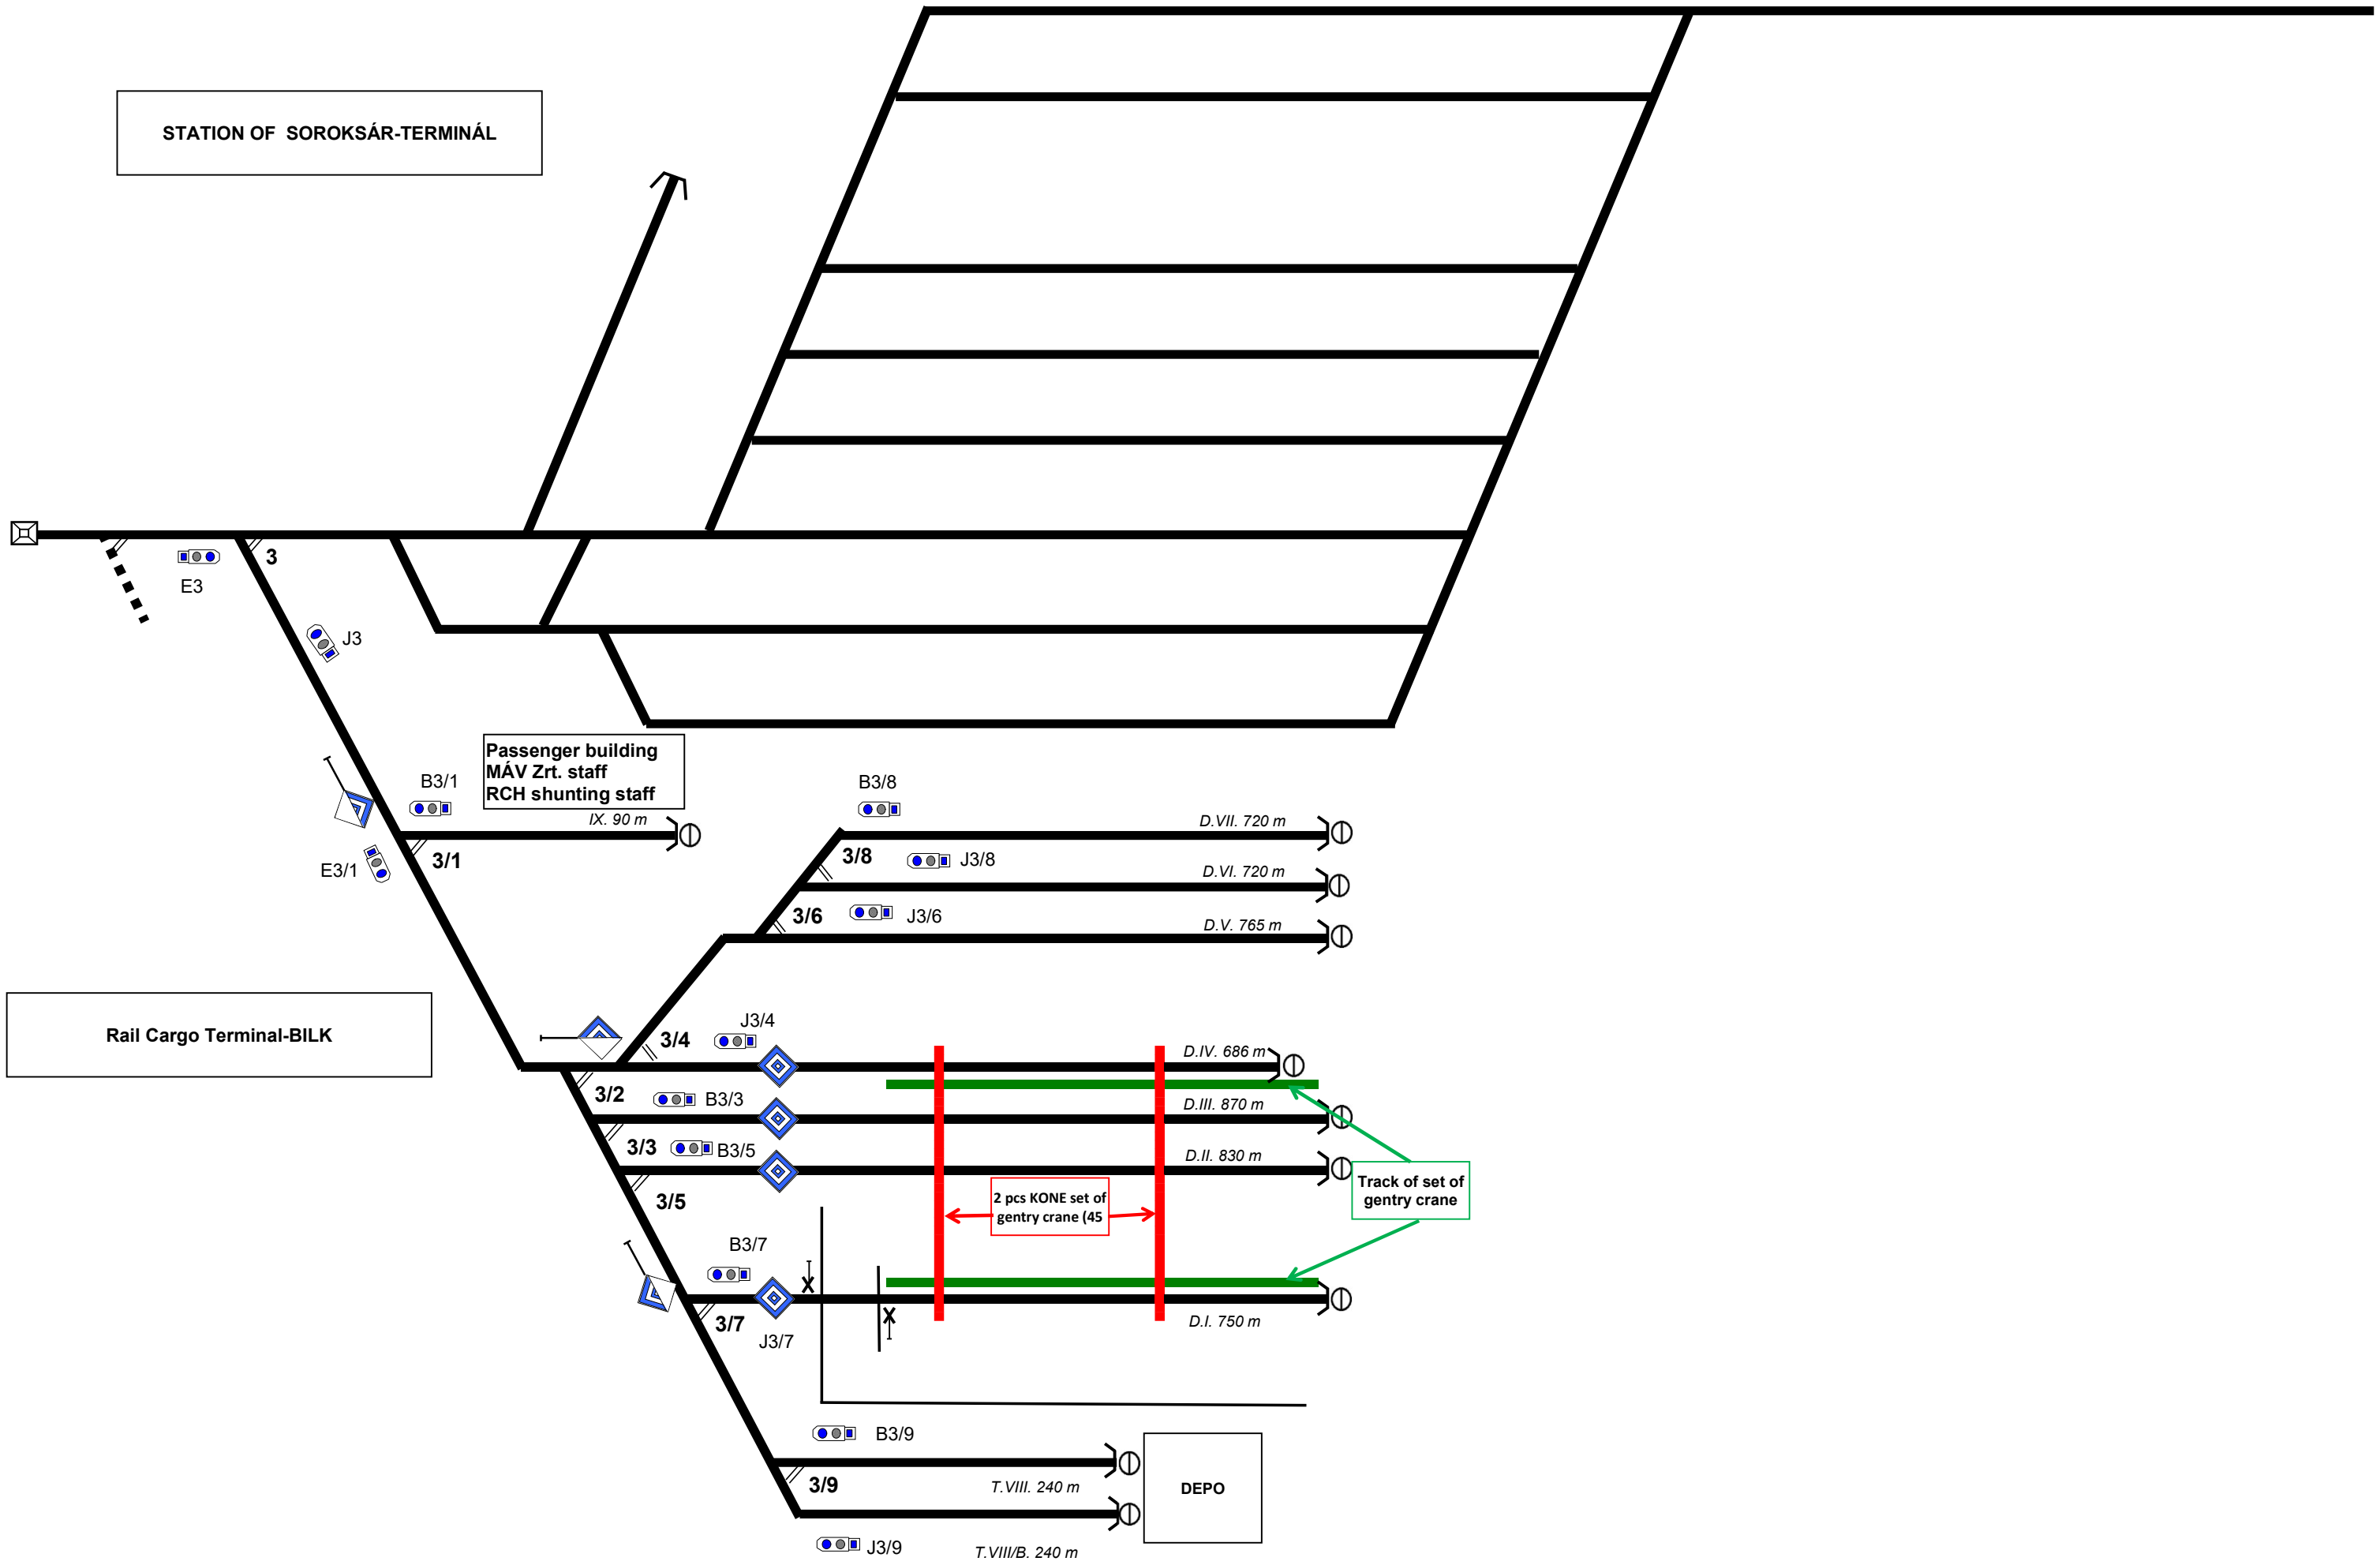 STATION OF SOROKSÁR-TERMINÁL
3
E3
J3
Passenger building
MÁV Zrt. staff
RCH shunting staff
B3/1
B3/8
IX. 90 m
D.VII. 720 m
3/1
3/8
J3/8
E3/1
D.VI. 720 m
3/6
J3/6
D.V. 765 m
J3/4
Rail Cargo Terminal-BILK
3/4
D.IV. 686 m
3/2
B3/3
D.III. 870 m
3/3
B3/5
D.II. 830 m
Track of set of
gentry crane
3/5
2 pcs KONE set of
gentry crane (45
B3/7
3/7
D.I. 750 m
J3/7
B3/9
3/9
T.VIII. 240 m
DEPO
J3/9
T.VIII/B. 240 m